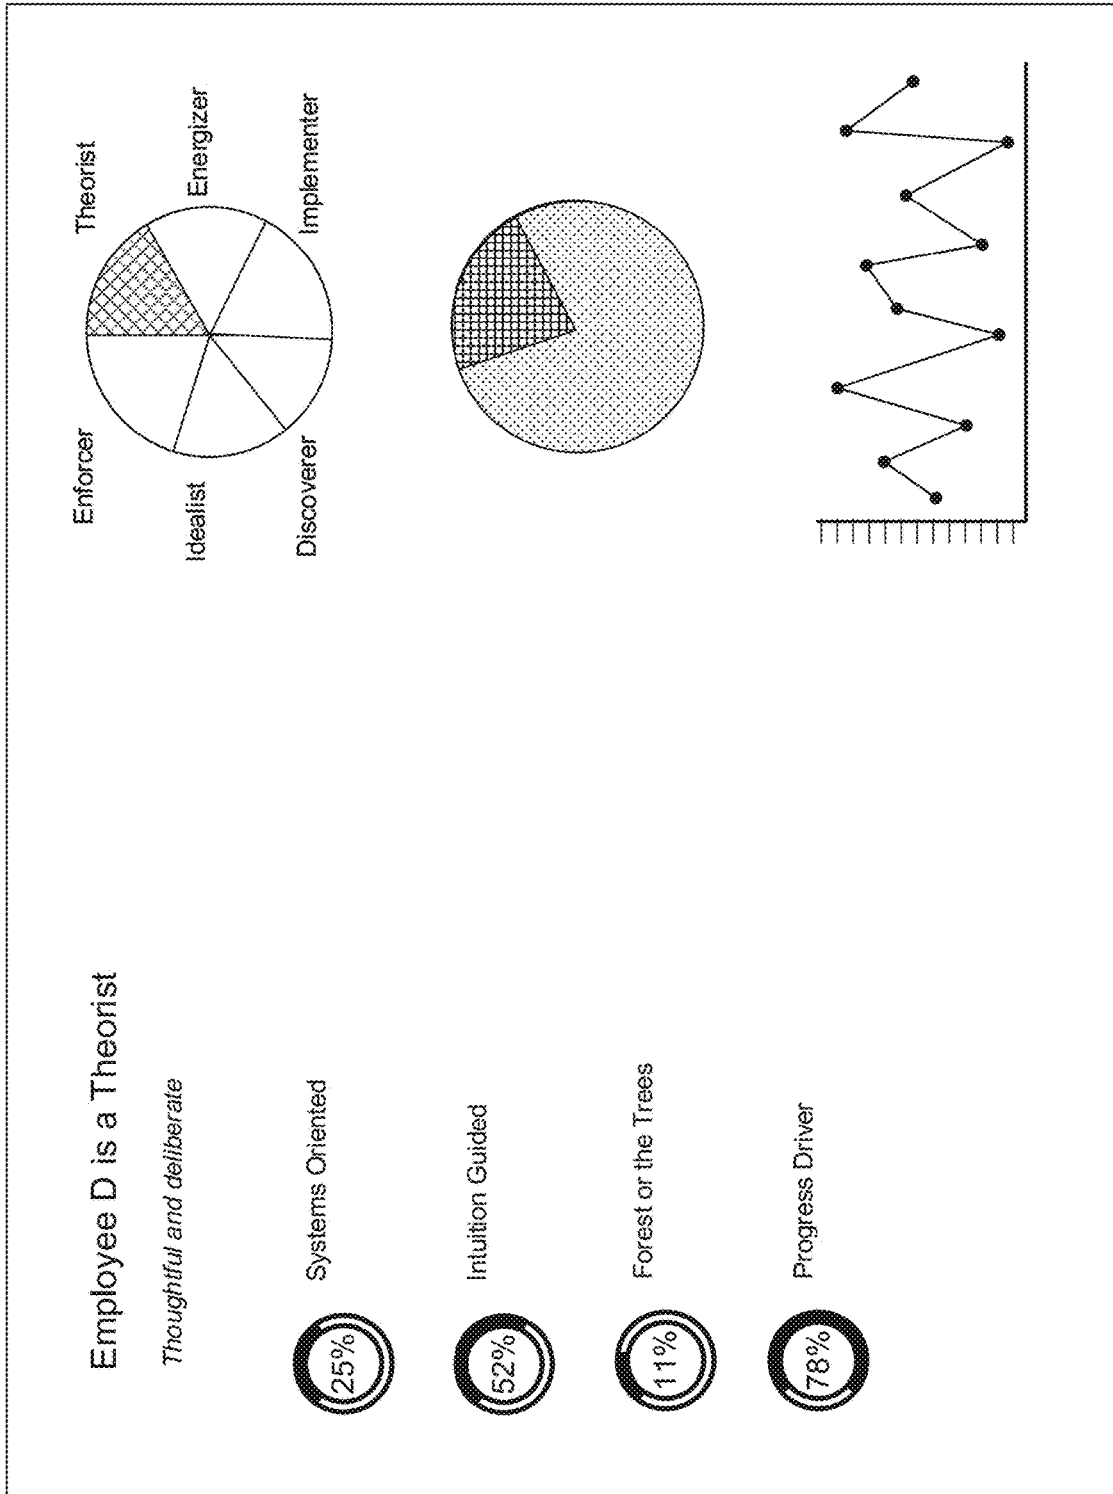 Employee D is a Theorist
Thoughtful and deliberate
25%
Systems Oriented
52%
Intuition Guided
11%
Forest or the Trees
78%
Progress Driver
Enforcer
Theorist
Idealist
Energizer
Discoverer
Implementer